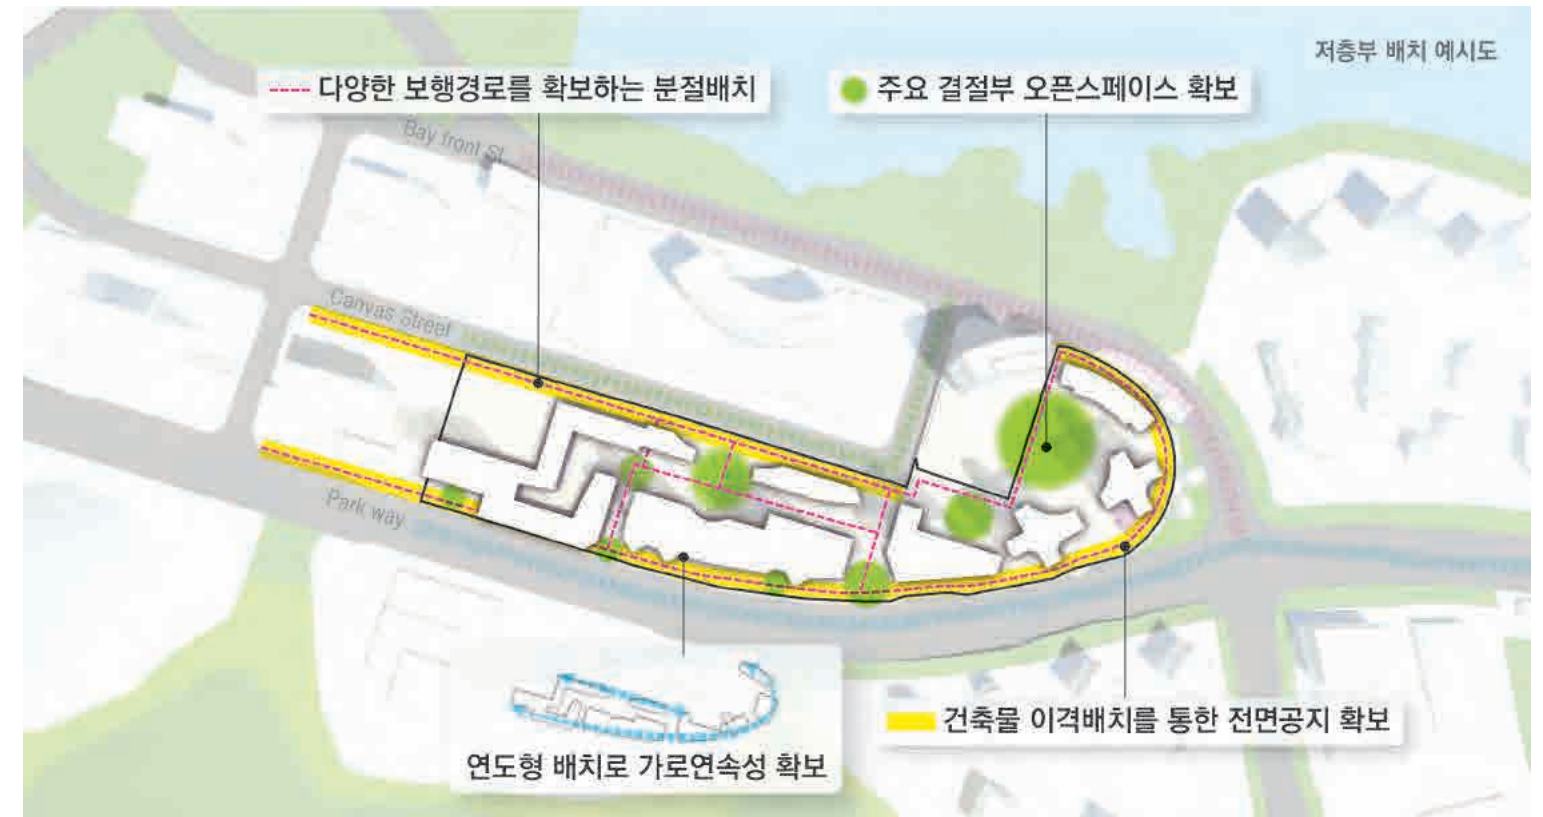 저층부 배치 예시도
다양한 보행경로를 확보하는 분절배치
주요 결절부 오픈스페이스 확보
Bay front St.
Canvas Street
Park way
건축물 이격배치를 통한 전면공지 확보
연도형 배치로 가로연속성 확보